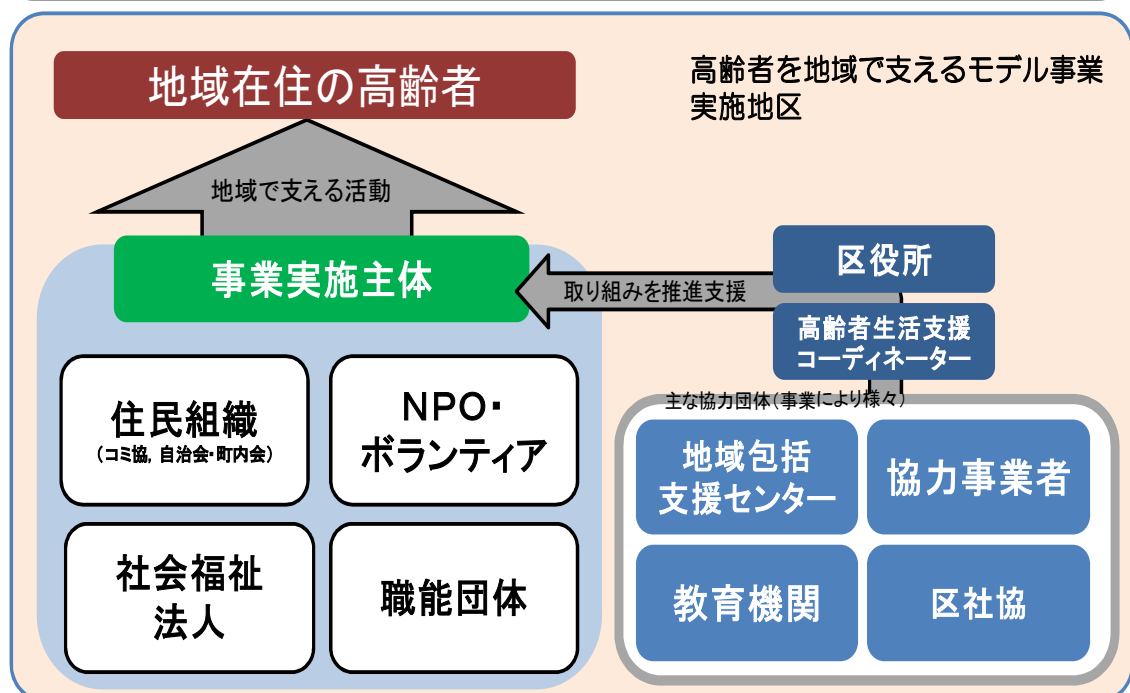 地域在住の高齢者
高齢者を地域で支えるモデル事業
実施地区
地域で支える活動
事業実施主体
区役所
取り組みを推進支援
高齢者生活支援
コーディネーター
主な協力団体(事業により様々)
住民組織
(コミ協, 自治会・町内会)
NPO・
ボランティア
社会福祉
法人
職能団体
地域包括
支援センター
協力事業者
教育機関
区社協